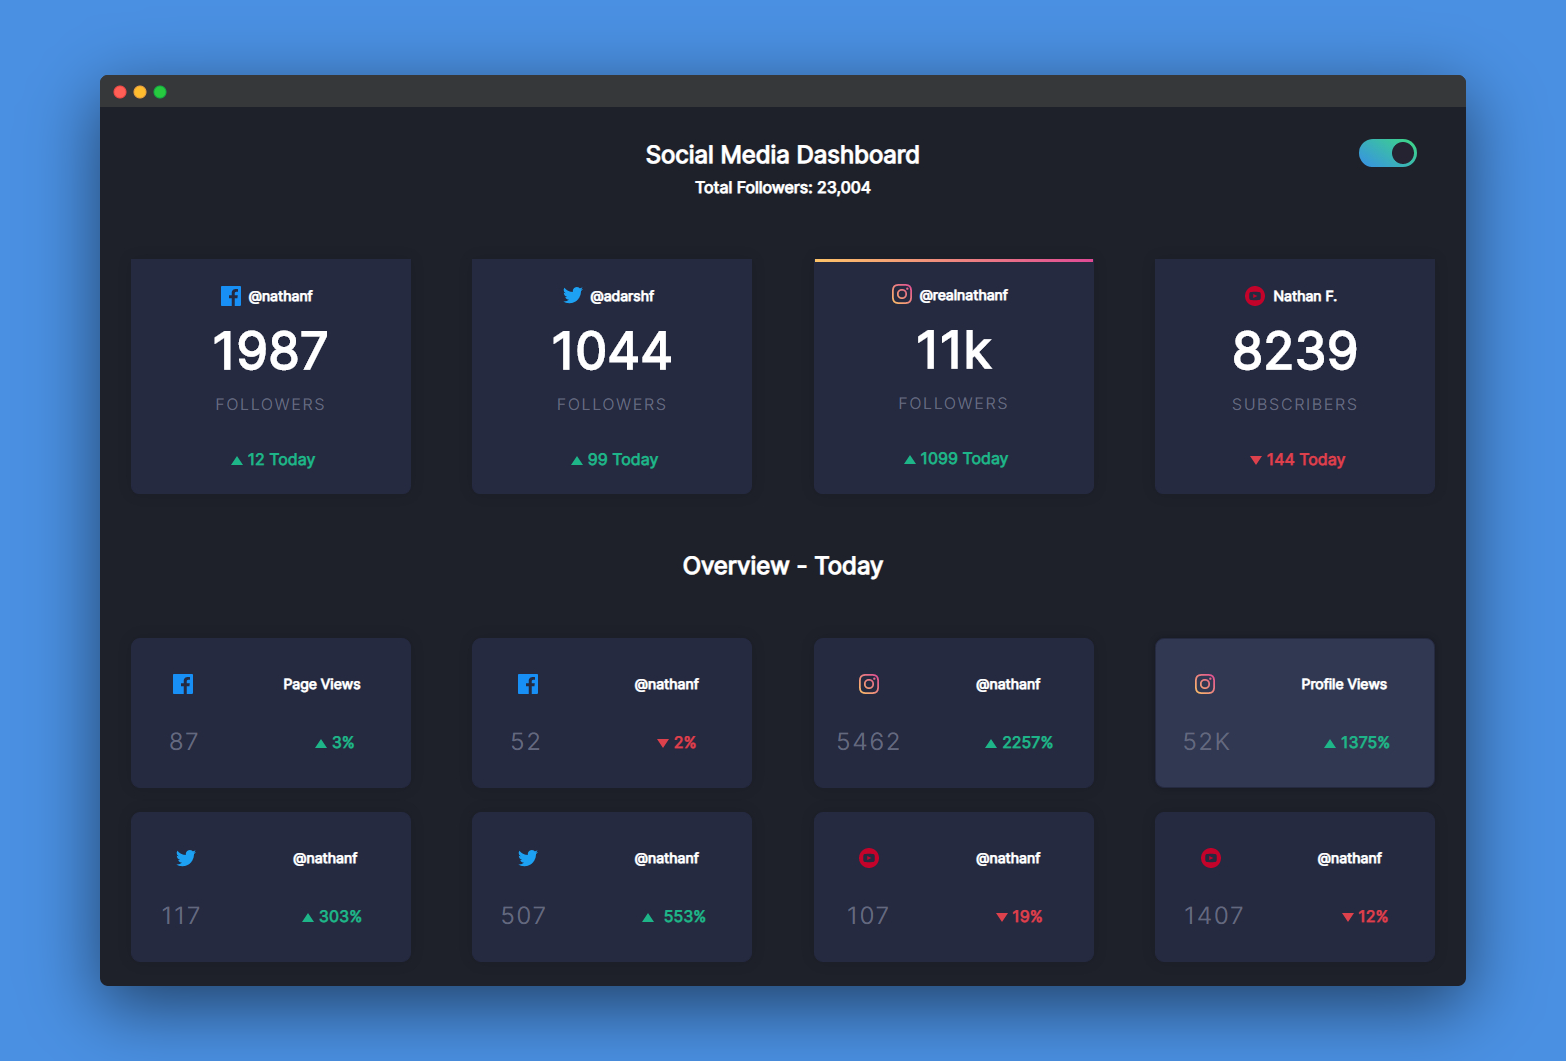 Social Media Dashboard
Total Followers: 23,004
@nathanf
1987
FOLLOWERS
12 Today
@adarshf
1044
FOLLOWERS
99 Today
@realnathanf
11k
FOLLOWERS
1099 Today
Nathan F.
8239
SUBSCRIBERS
144 Today
Overview - Today
Page Views
87
3%
@nathanf
52
2%
@nathanf
5462
2257%
Profile Views
52K
1375%
@nathanf
117
303%
@nathanf
507
553%
@nathanf
107
19%
@nathanf
1407
12%